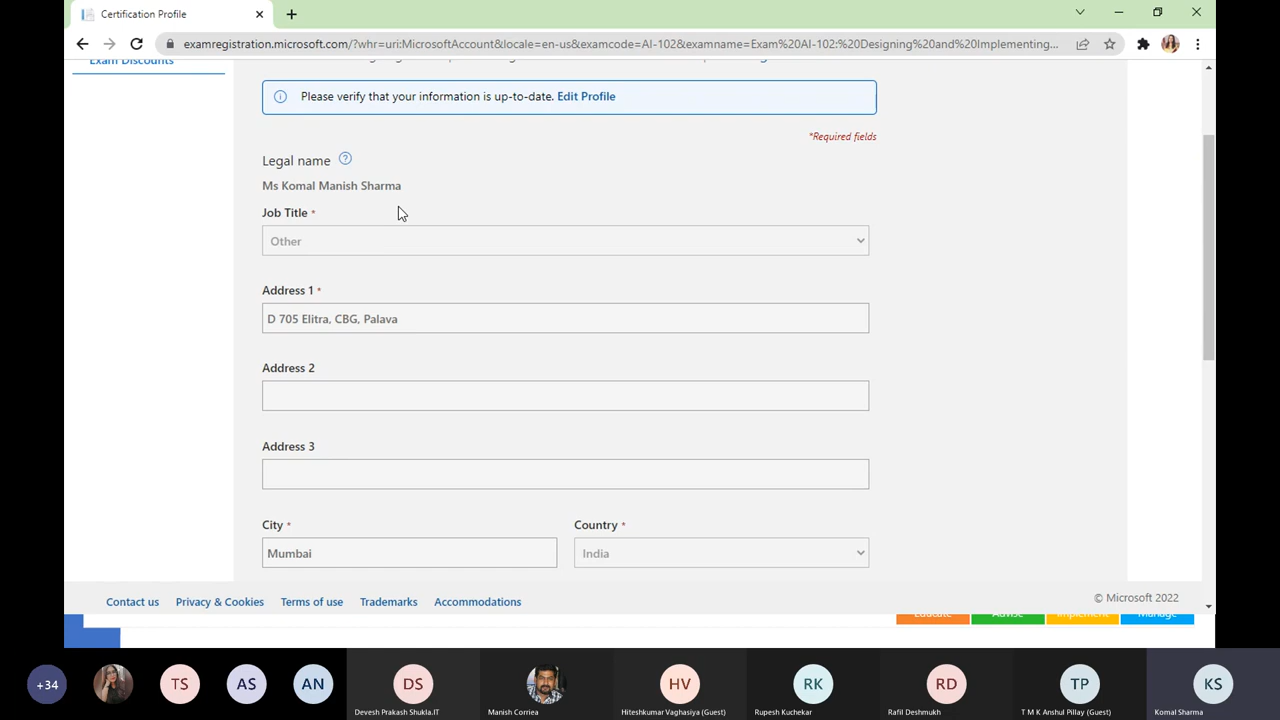 Certification Profile
examregistration.microsoft.com/?whr=uri:MicrosoftAccount&locale=en-us&examcode=AI-102&examname=Exam%20AI-102:%20Designing%20and%20Implementing...
Exam Discounts
Please verify that your information is up-to-date. Edit Profile
*Required fields
Legal name ?
Ms Komal Manish Sharma
Job Title *
Other
Address 1 *
D 705 Elitra, CBG, Palava
Address 2
Address 3
City *
Country *
Mumbai
India
Contact us
Privacy & Cookies
Terms of use
Trademarks
Accommodations
© Microsoft 2022
Educate
Advise
Implement
Manage
+34
TS
AS
AN
DS
HV
RK
RD
TP
KS
Devesh Prakash Shukla.IT
Manish Corriea
Hiteshkumar Vaghasiya (Guest)
Rupesh Kuchekar
Rafil Deshmukh
T M K Anshul Pillay (Guest)
Komal Sharma